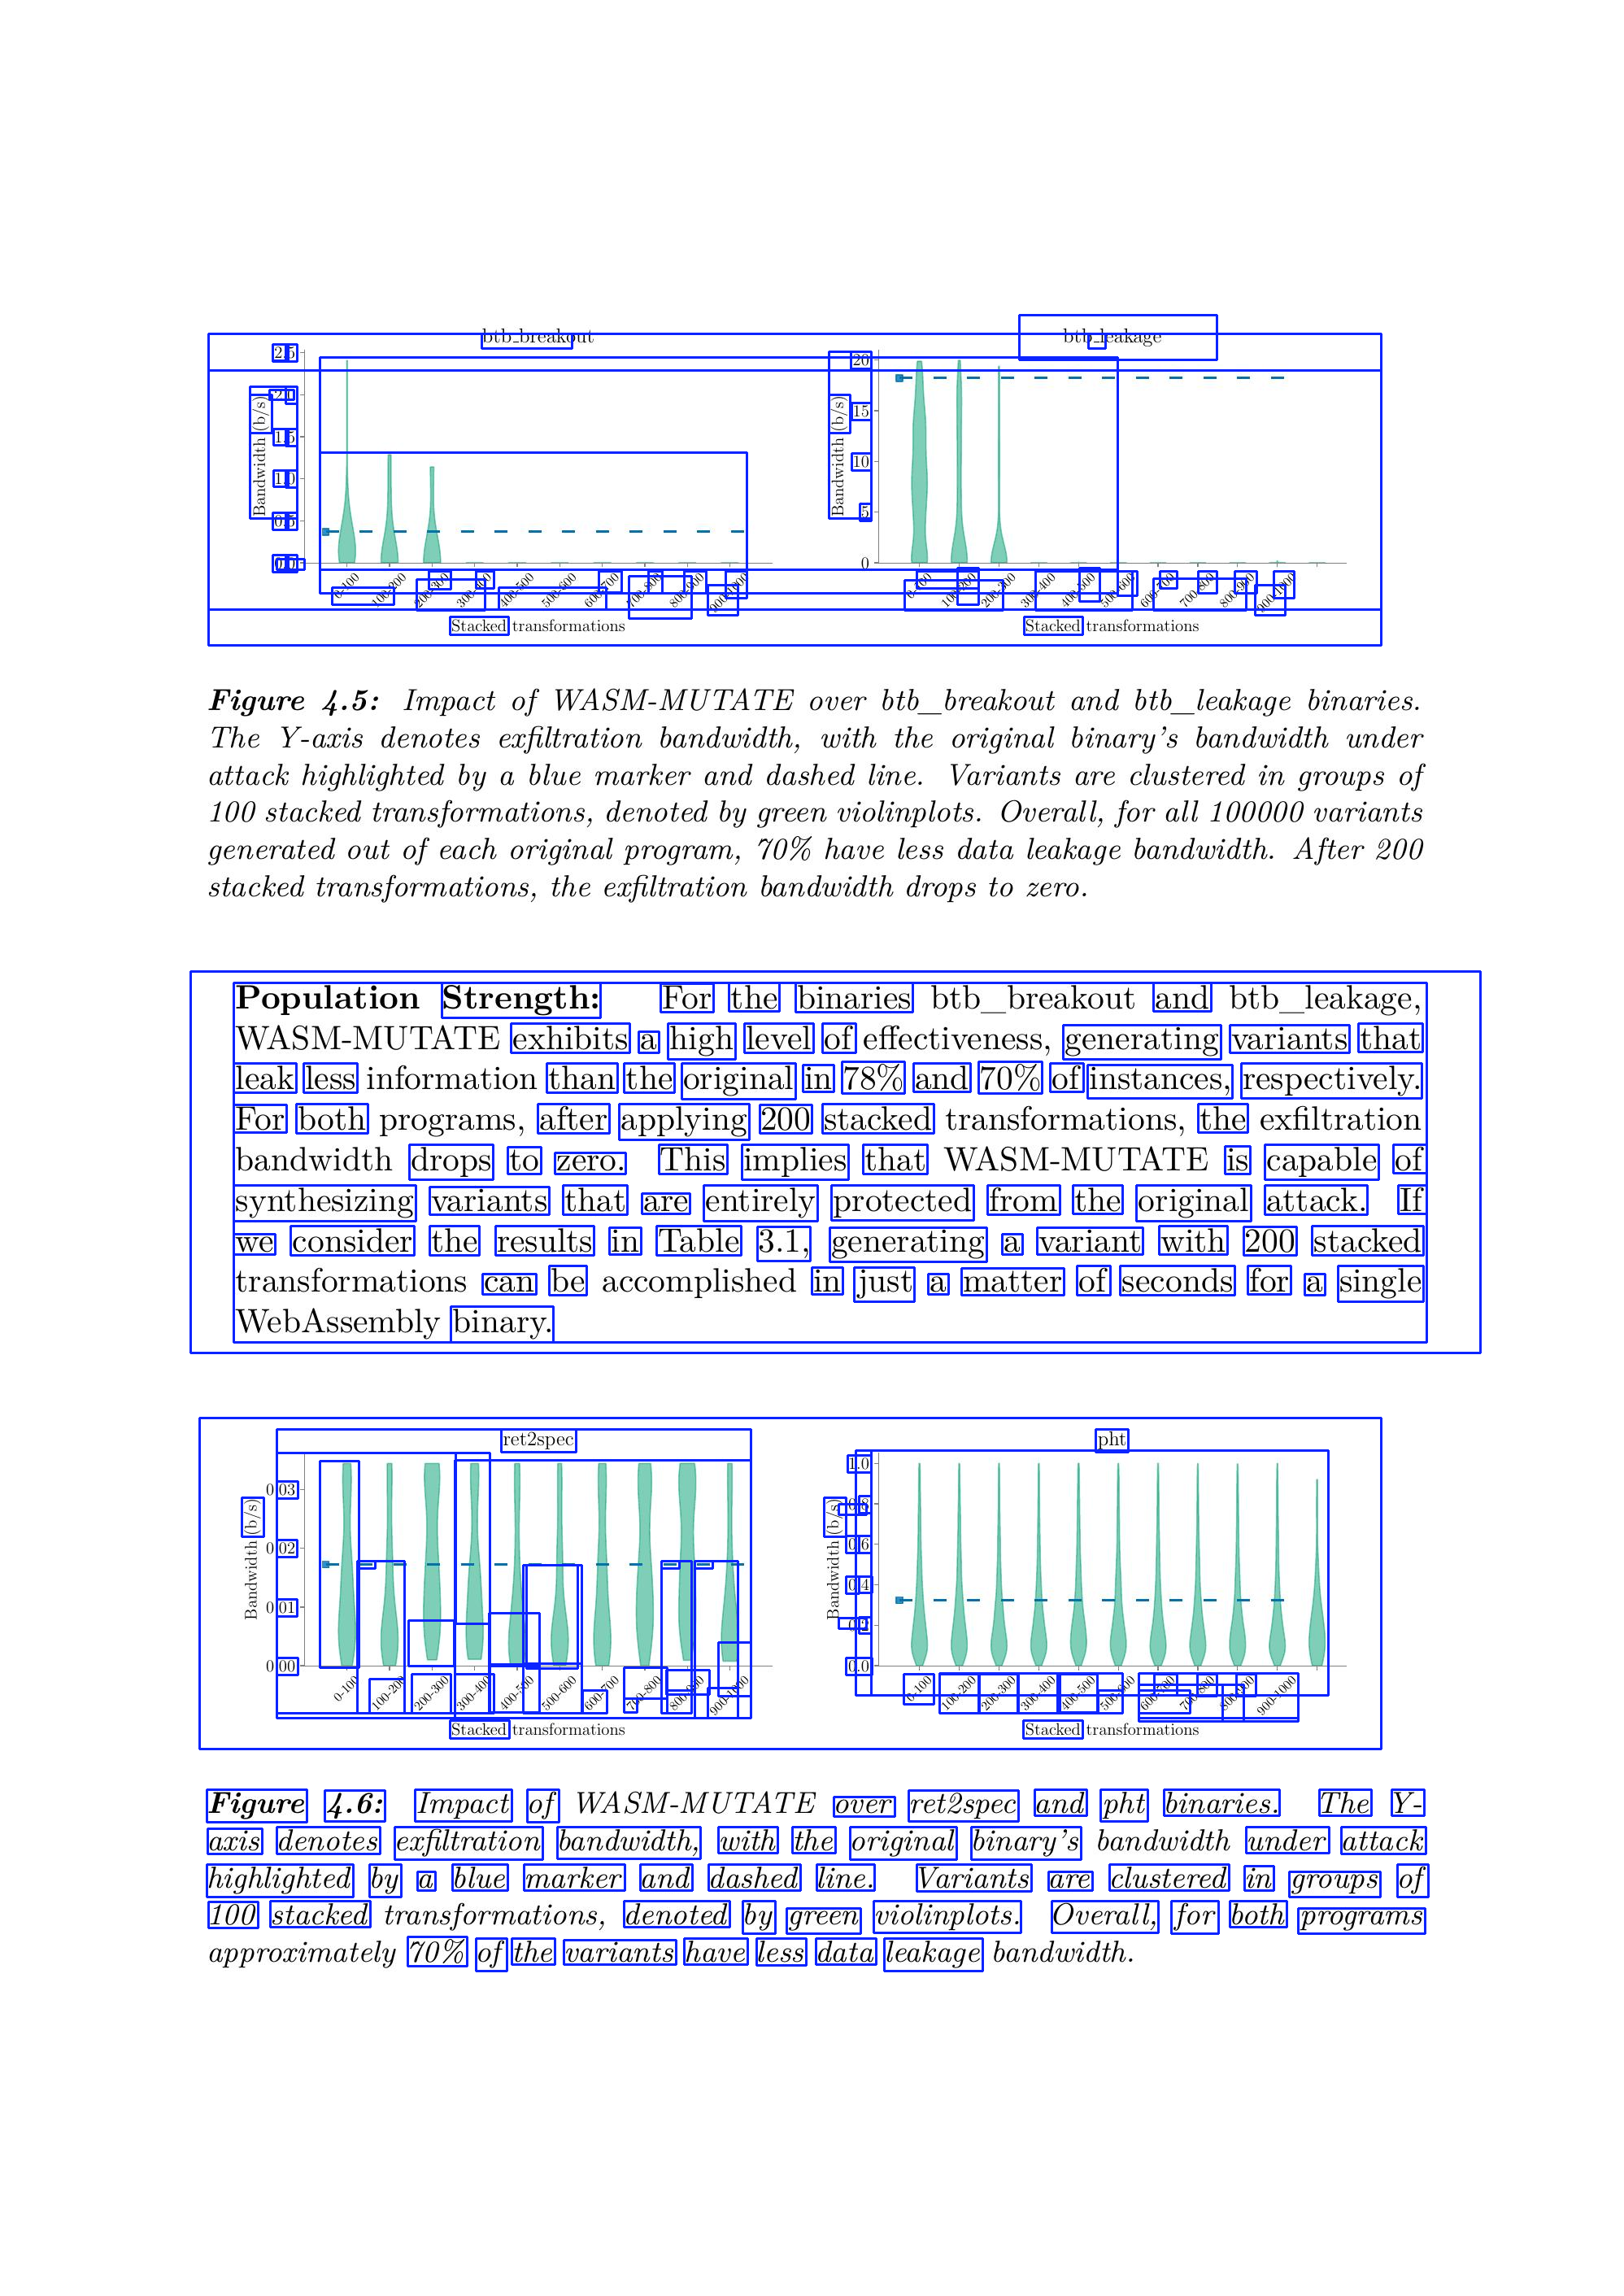 btb_breakout
2.5
2.0
1.5
1.0
0.5
0.0
Bandwidth (b/s)
0-100 100-200 200-300 300-400 400-500 500-600 600-700 700-800 800-900 900-1000
Stacked transformations
btb_leakage
20
15
10
5
0
Bandwidth (b/s)
0-100 100-200 200-300 300-400 400-500 500-600 600-700 700-800 800-900 900-1000
Stacked transformations
Figure 4.5: Impact of WASM-MUTATE over btb_breakout and btb_leakage binaries.
The Y-axis denotes exfiltration bandwidth, with the original binary's bandwidth under
attack highlighted by a blue marker and dashed line. Variants are clustered in groups of
100 stacked transformations, denoted by green violinplots. Overall, for all 100000 variants
generated out of each original program, 70% have less data leakage bandwidth. After 200
stacked transformations, the exfiltration bandwidth drops to zero.
Population Strength: For the binaries btb_breakout and btb_leakage,
WASM-MUTATE exhibits a high level of effectiveness, generating variants that
leak less information than the original in 78% and 70% of instances, respectively.
For both programs, after applying 200 stacked transformations, the exfiltration
bandwidth drops to zero. This implies that WASM-MUTATE is capable of
synthesizing variants that are entirely protected from the original attack. If
we consider the results in Table 3.1, generating a variant with 200 stacked
transformations can be accomplished in just a matter of seconds for a single
WebAssembly binary.
ret2spec
0.03
0.02
0.01
0.00
Bandwidth (b/s)
0-100 100-200 200-300 300-400 400-500 500-600 600-700 700-800 800-900 900-1000
Stacked transformations
pht
1.0
0.8
0.6
0.4
0.2
0.0
Bandwidth (b/s)
0-100 100-200 200-300 300-400 400-500 500-600 600-700 700-800 800-900 900-1000
Stacked transformations
Figure 4.6: Impact of WASM-MUTATE over ret2spec and pht binaries. The Y-
axis denotes exfiltration bandwidth, with the original binary's bandwidth under attack
highlighted by a blue marker and dashed line. Variants are clustered in groups of
100 stacked transformations, denoted by green violinplots. Overall, for both programs
approximately 70% of the variants have less data leakage bandwidth.